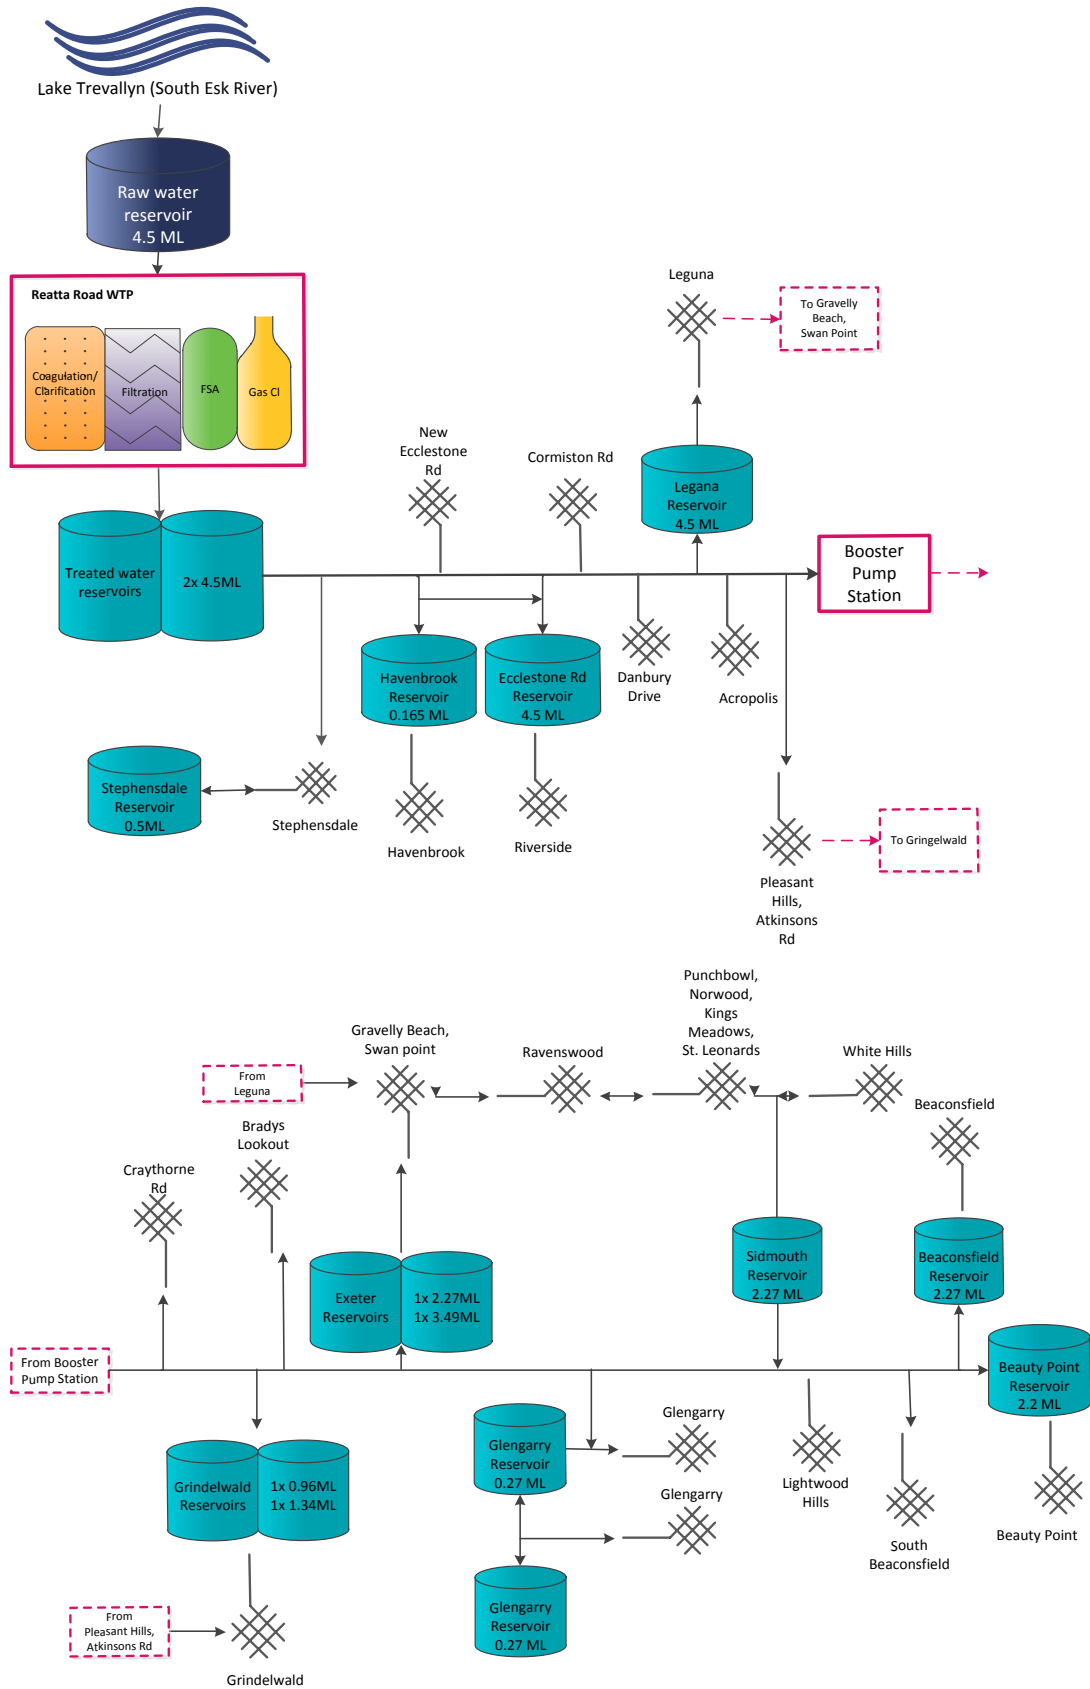 Lake Trevallyn (South Esk River)
Raw water
reservoir
4.5 ML
Reatta Road WTP
Coagulation/
Clarification
Filtration
FSA
Gas Cl
Treated water
reservoirs
2x 4.5ML
New
Ecclestone
Rd
Cormiston Rd
Leguna
To Gravelly
Beach,
Swan Point
Legana
Reservoir
4.5 ML
Booster
Pump
Station
Havenbrook
Reservoir
0.165 ML
Ecclestone Rd
Reservoir
4.5 ML
Danbury
Drive
Acropolis
Stephensdale
Reservoir
0.5ML
Stephensdale
Havenbrook
Riverside
To Gringelwald
Pleasant
Hills,
Atkinsons
Rd
Punchbowl,
Norwood,
Kings
Meadows,
St. Leonards
Gravelly Beach,
Swan point
Ravenswood
White Hills
From
Leguna
Beaconsfield
Bradys
Lookout
Craythorne
Rd
Exeter
Reservoirs
1x 2.27ML
1x 3.49ML
Sidmouth
Reservoir
2.27 ML
Beaconsfield
Reservoir
2.27 ML
From Booster
Pump Station
Beauty Point
Reservoir
2.2 ML
Grindelwald
Reservoirs
1x 0.96ML
1x 1.34ML
Glengarry
Reservoir
0.27 ML
Glengarry
Glengarry
Lightwood
Hills
South
Beaconsfield
Beauty Point
Glengarry
Reservoir
0.27 ML
From
Pleasant Hills,
Atkinsons Rd
Grindelwald